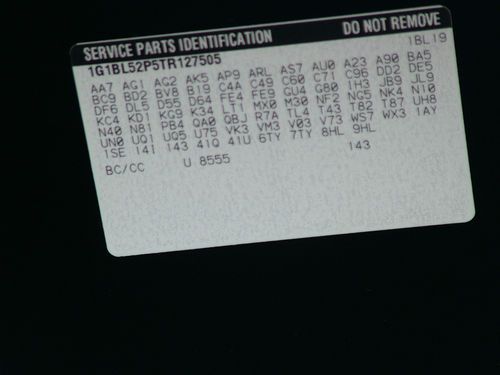 SERVICE PARTS IDENTIFICATION DO NOT REMOVE
1G1BL52P5TR127505 1BL19
AA7 AG1 AG2 AK5 AP9 ARL AS7 AU0 A23 A90 BA5
BC9 BD2 BV8 B19 C4A C49 C60 C71 C96 DD2 DE5
DF6 DL5 D55 D64 FE4 FE9 GU4 G80 1H3 JB9 JL9
KC4 KD1 KG9 K34 LT1 MX0 M30 NF2 NG5 NK4 N10
N40 N81 PB4 QA0 QBJ R7A TL4 T43 T82 T87 UH8
UN0 UQ1 UQ5 U75 VK3 VM3 V03 V73 WS7 WX3 1AY
1SE 14I 143 41Q 41U 6TY 7TY 8HL 9HL
BC/CC U 8555 143